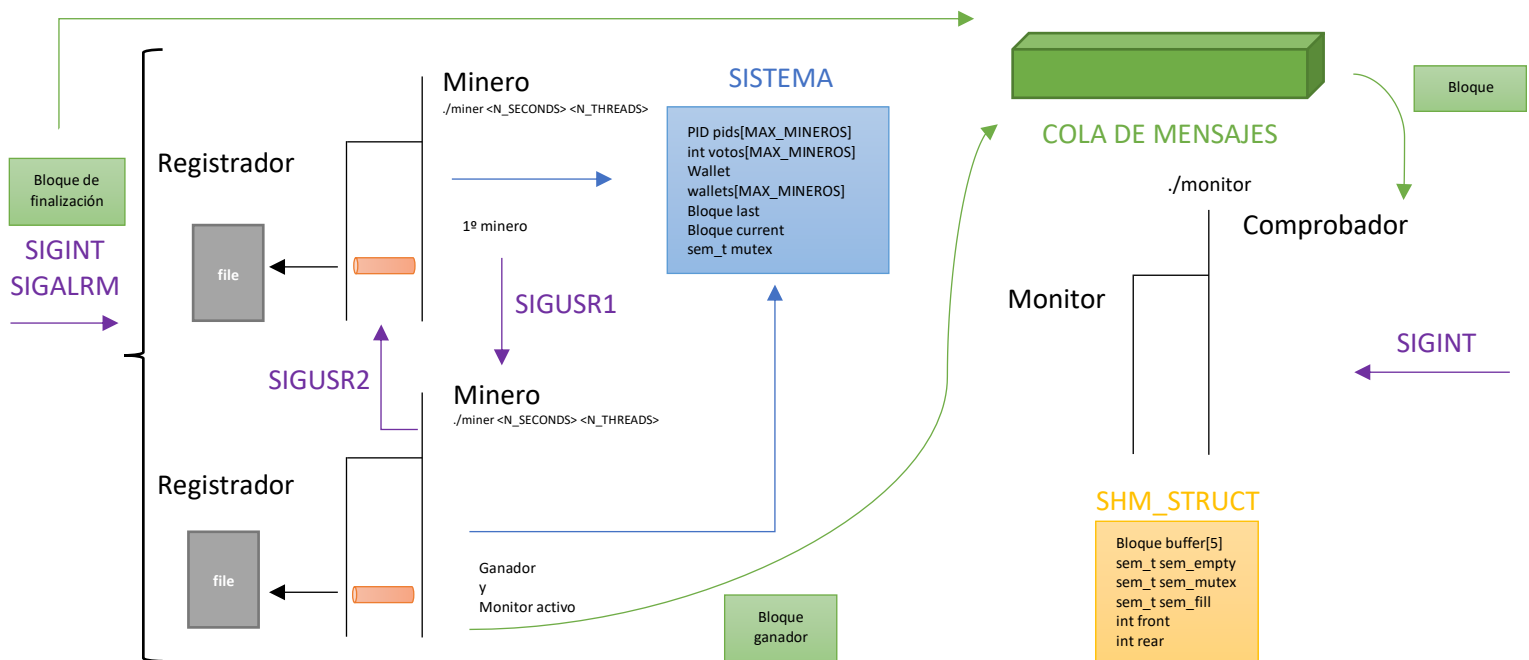 Minero
./miner <N_SECONDS> <N_THREADS>
SISTEMA
PID pids[MAX_MINEROS]
int votos[MAX_MINEROS]
Wallet
wallets[MAX_MINEROS]
Bloque last
Bloque current
sem_t mutex
COLA DE MENSAJES
Bloque
Registrador
Bloque de
finalización
SIGINT
SIGALRM
file
1º minero
SIGUSR1
SIGUSR2
./monitor
Comprobador
Monitor
SIGINT
Minero
./miner <N_SECONDS> <N_THREADS>
Registrador
file
Ganador
y
Monitor activo
Bloque
ganador
SHM_STRUCT
Bloque buffer[5]
sem_t sem_empty
sem_t sem_mutex
sem_t sem_fill
int front
int rear